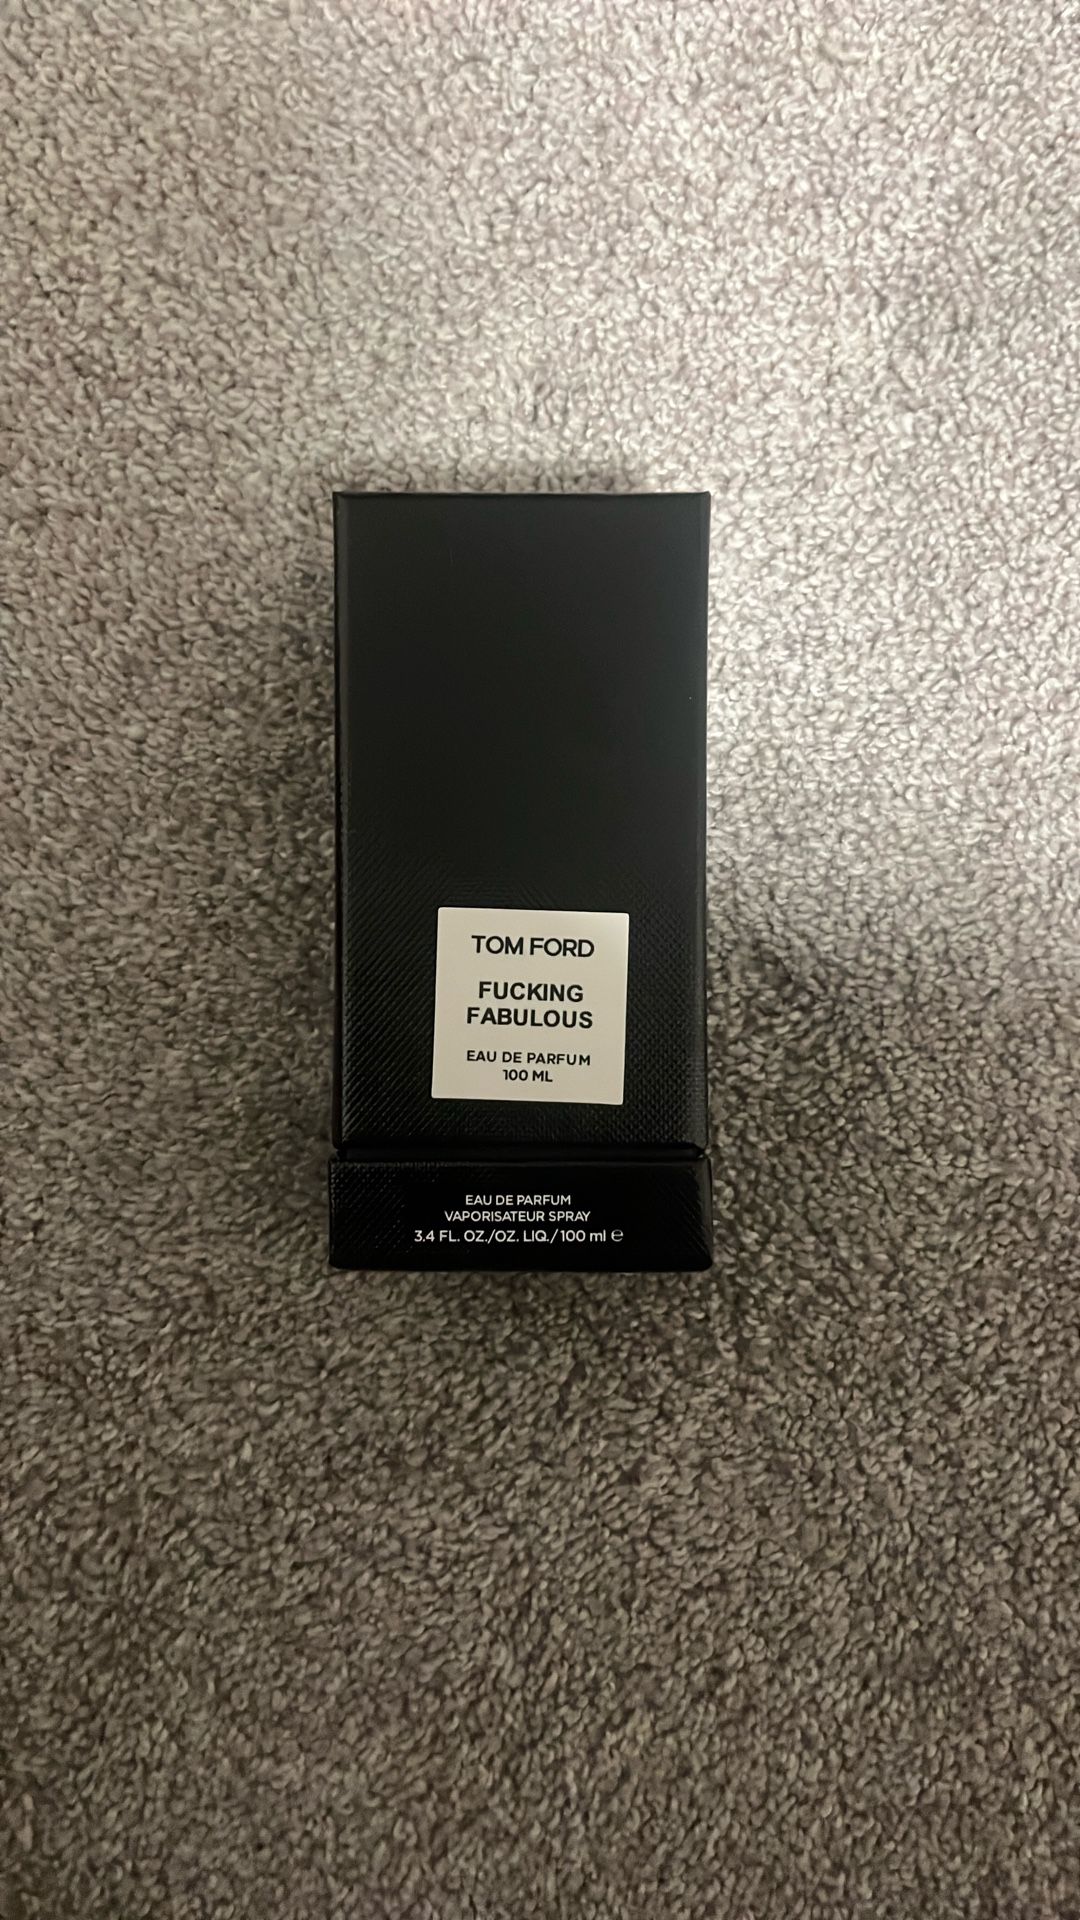 TOM FORD
FUCKING
FABULOUS
EAU DE PARFUM
100 ML
EAU DE PARFUM
VAPORISATEUR SPRAY
3.4 FL. OZ./OZ. LIQ./100 ml ℮